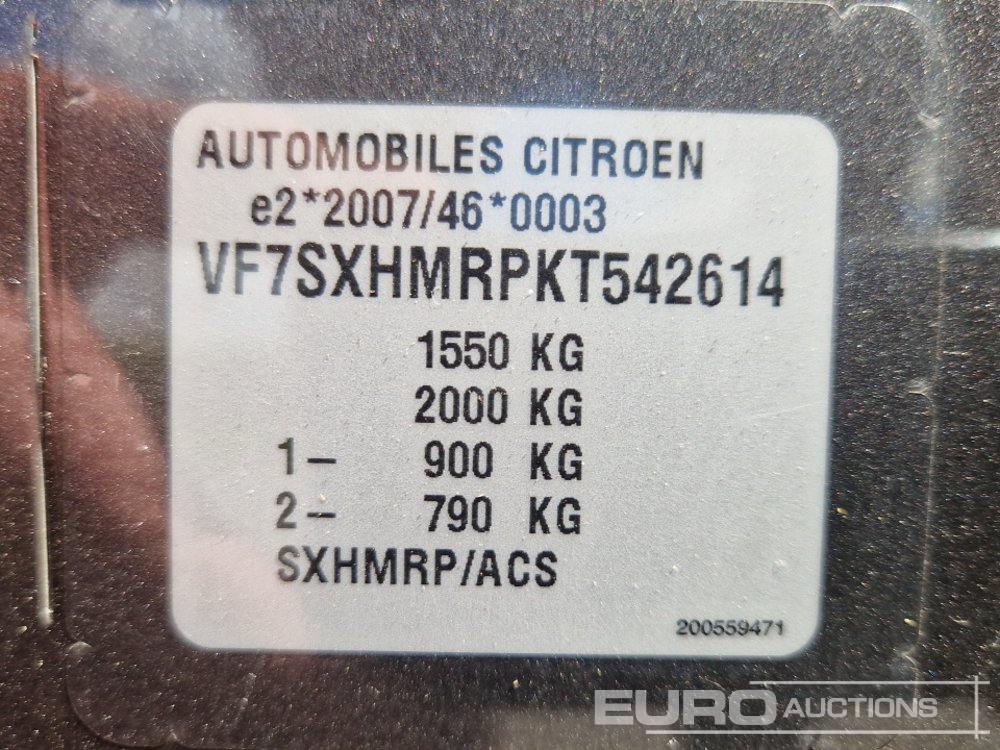 AUTOMOBILES CITROEN
e2*2007/46*0003
VF7SXHMRPKT542614
1550 KG
2000 KG
1- 900 KG
2- 790 KG
SXHMRP/ACS
200559471
EURO AUCTIONS